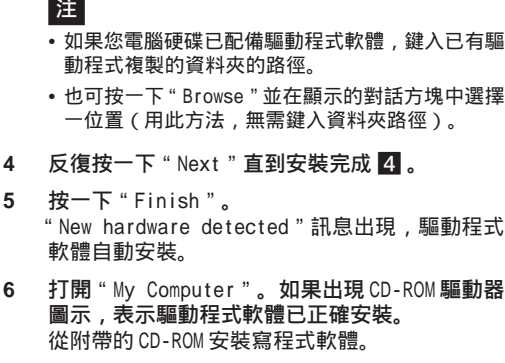 注
• 如果您電腦硬碟已配備驅動程式軟體，鍵入已有驅
動程式複製的資料夾的路徑。
• 也可按一下“Browse”並在顯示的對話方塊中選擇
一位置（用此方法，無需鍵入資料夾路徑）。
4 反復按一下“Next”直到安裝完成 4 。
5 按一下“Finish”。
“New hardware detected”訊息出現，驅動程式
軟體自動安裝。
6 打開“My Computer”。如果出現 CD-ROM 驅動器
圖示，表示驅動程式軟體已正確安裝。
從附帶的 CD-ROM 安裝寫程式軟體。